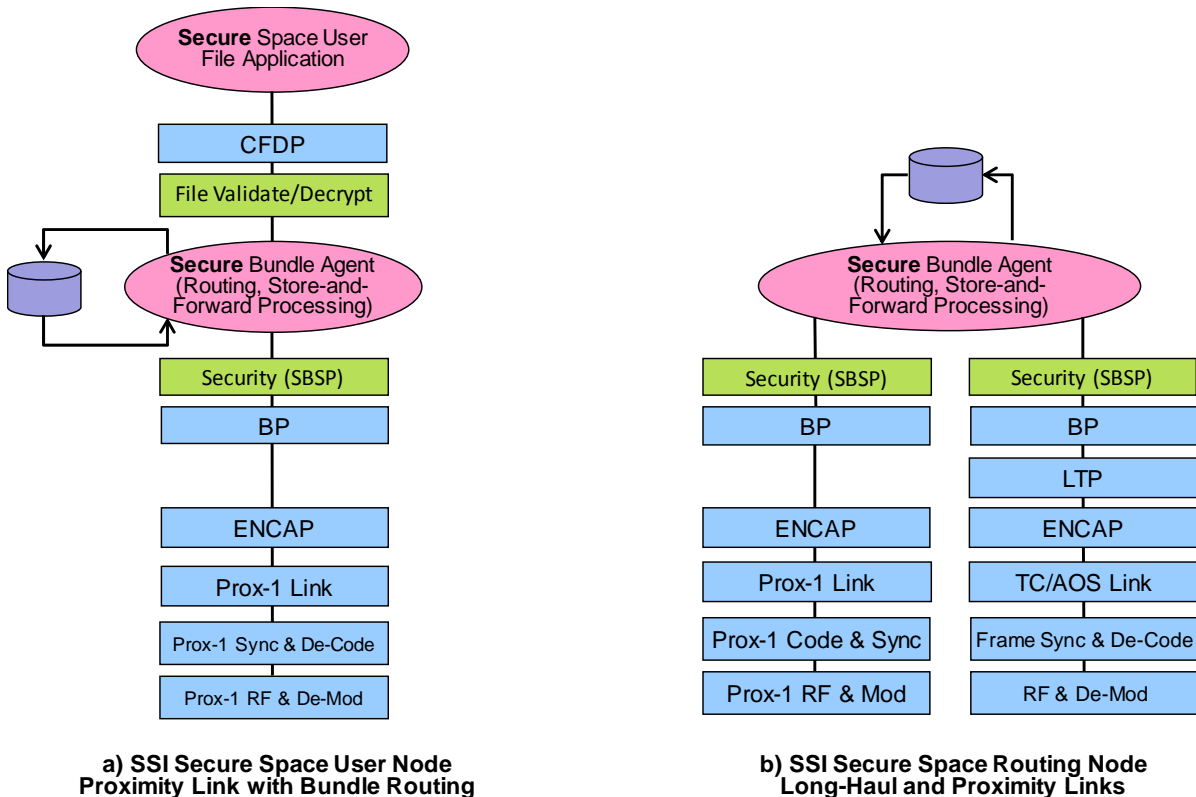 Secure Space User
File Application
CFDP
File Validate/Decrypt
Secure Bundle Agent
(Routing, Store-and-
Forward Processing)
Security (SBSP)
BP
ENCAP
Prox-1 Link
Prox-1 Sync & De-Code
Prox-1 RF & De-Mod
a) SSI Secure Space User Node
Proximity Link with Bundle Routing
Secure Bundle Agent
(Routing, Store-and-
Forward Processing)
Security (SBSP)
BP
ENCAP
Prox-1 Link
Prox-1 Code & Sync
Prox-1 RF & Mod
Security (SBSP)
BP
LTP
ENCAP
TC/AOS Link
Frame Sync & De-Code
RF & De-Mod
b) SSI Secure Space Routing Node
Long-Haul and Proximity Links